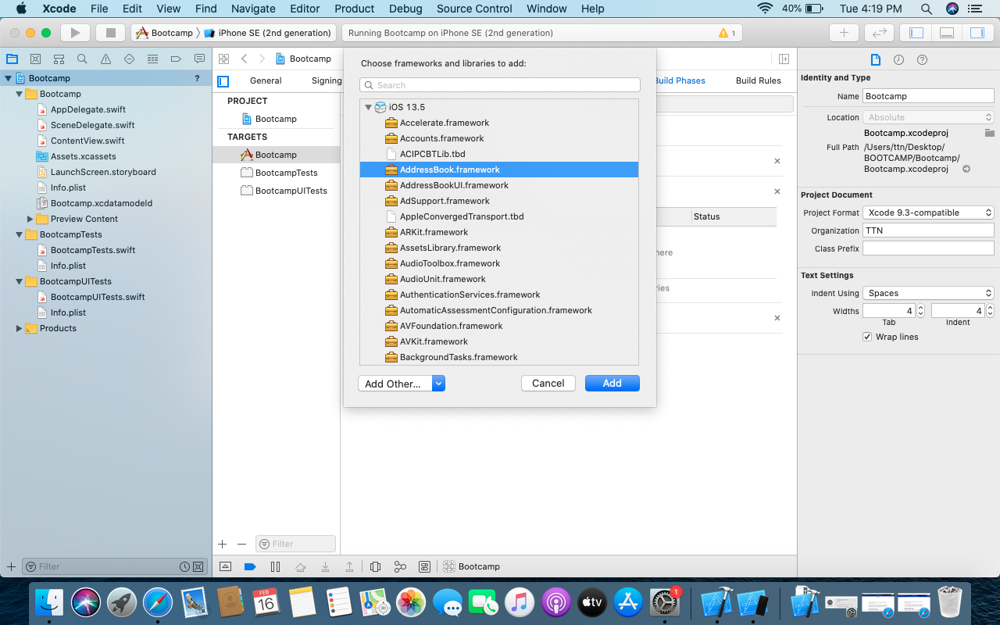 Xcode File Edit View Find Navigate Editor Product Debug Source Control Window Help 40% Tue 4:19 PM
Bootcamp iPhone SE (2nd generation) Running Bootcamp on iPhone SE (2nd generation) 1
Bootcamp
Bootcamp ?
Bootcamp
AppDelegate.swift
SceneDelegate.swift
ContentView.swift
Assets.xcassets
LaunchScreen.storyboard
Info.plist
Bootcamp.xcdatamodeld
Preview Content
BootcampTests
BootcampTests.swift
Info.plist
BootcampUITests
BootcampUITests.swift
Info.plist
Products
Filter
General Signing
Build Phases Build Rules
PROJECT
Bootcamp
TARGETS
Bootcamp
BootcampTests
BootcampUITests
Filter
Choose frameworks and libraries to add:
Search
iOS 13.5
Accelerate.framework
Accounts.framework
ACIPCBTLib.tbd
AddressBook.framework
AddressBookUI.framework
AdSupport.framework
AppleConvergedTransport.tbd
ARKit.framework
AssetsLibrary.framework
AudioToolbox.framework
AudioUnit.framework
AuthenticationServices.framework
AutomaticAssessmentConfiguration.framework
AVFoundation.framework
AVKit.framework
BackgroundTasks.framework
Add Other... Cancel Add
Status
here
ries
Bootcamp
Identity and Type
Name Bootcamp
Location Absolute
Bootcamp.xcodeproj
Full Path /Users/ttn/Desktop/
BOOTCAMP/Bootcamp/
Bootcamp.xcodeproj
Project Document
Project Format Xcode 9.3-compatible
Organization TTN
Class Prefix
Text Settings
Indent Using Spaces
Widths 4 4
Tab Indent
Wrap lines
FEB
16
tv
1